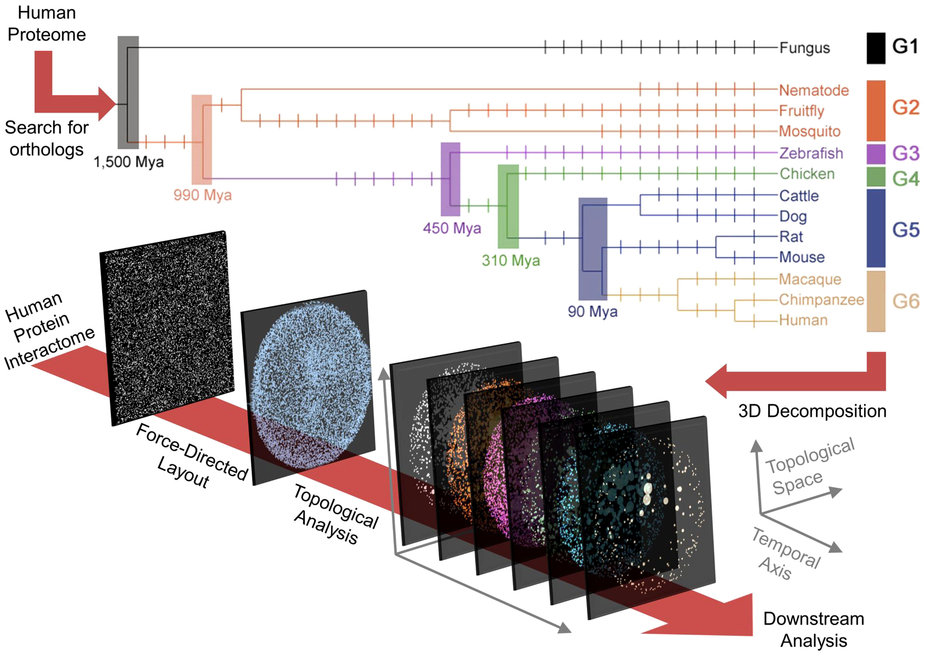 Human
Proteome
Search for
orthologs
1,500 Mya
990 Mya
450 Mya
310 Mya
90 Mya
Fungus
Nematode
Fruitfly
Mosquito
Zebrafish
Chicken
Cattle
Dog
Rat
Mouse
Macaque
Chimpanzee
Human
G1
G2
G3
G4
G5
G6
Human
Protein
Interactome
Force-Directed
Layout
Topological
Analysis
3D Decomposition
Topological
Space
Temporal
Axis
Downstream
Analysis